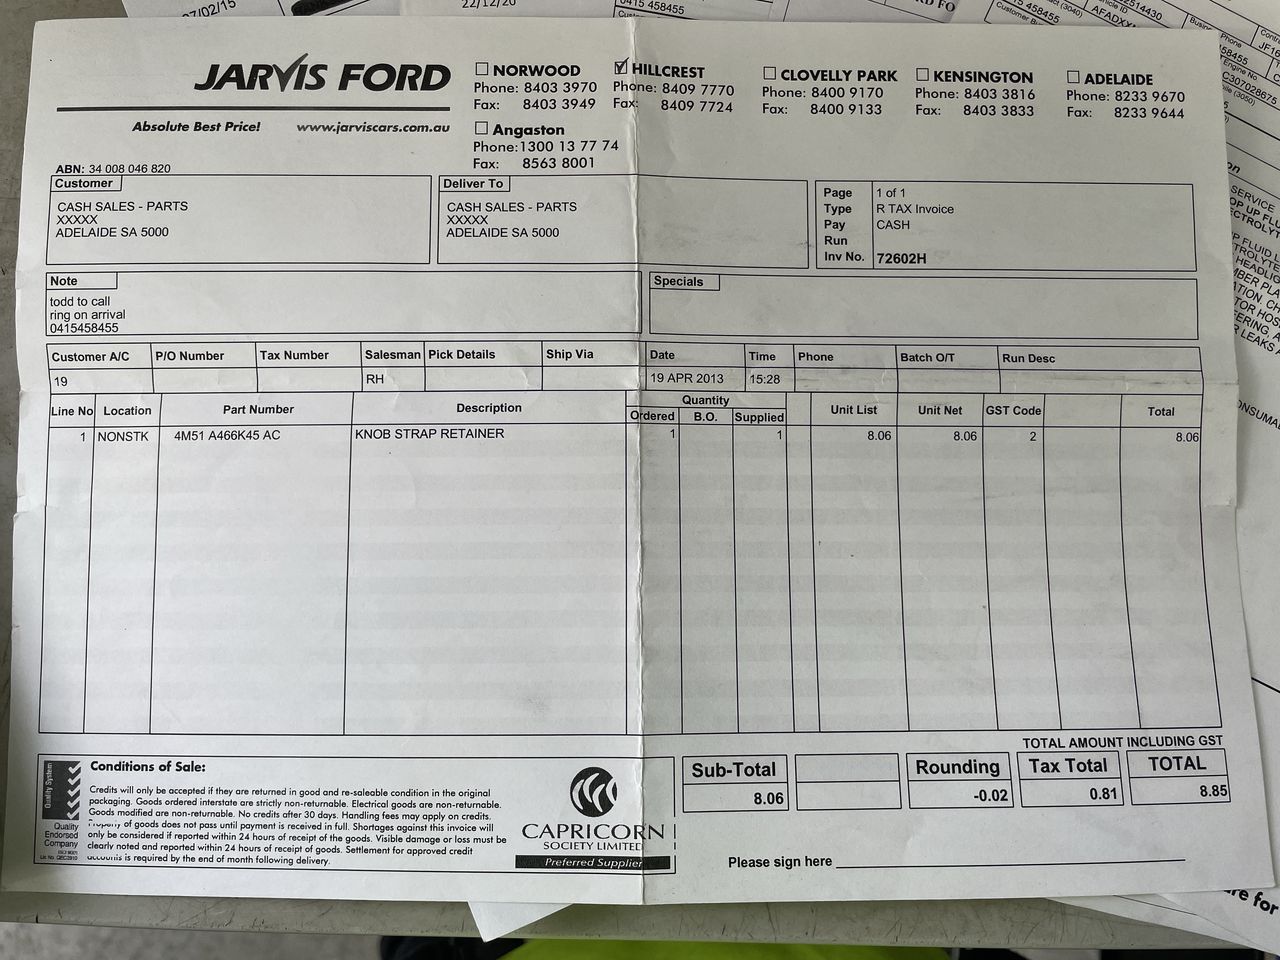 27/02/15
22/12/20
0415 458455
JARVIS FORD
Absolute Best Price! www.jarviscars.com.au
NORWOOD
Phone: 8403 3970
Fax: 8403 3949
HILLCREST
Phone: 8409 7770
Fax: 8409 7724
CLOVELLY PARK
Phone: 8400 9170
Fax: 8400 9133
KENSINGTON
Phone: 8403 3816
Fax: 8403 3833
ADELAIDE
Phone: 8233 9670
Fax: 8233 9644
Angaston
Phone:1300 13 77 74
Fax: 8563 8001
ABN: 34 008 046 820
Customer
CASH SALES - PARTS
XXXXX
ADELAIDE SA 5000
Deliver To
CASH SALES - PARTS
XXXXX
ADELAIDE SA 5000
Page 1 of 1
Type R TAX Invoice
Pay CASH
Run
Inv No. 72602H
Note
todd to call
ring on arrival
0415458455
Specials
Customer A/C P/O Number Tax Number Salesman Pick Details Ship Via Date Time Phone Batch O/T Run Desc
19 RH 19 APR 2013 15:28
Line No Location Part Number Description Quantity Unit List Unit Net GST Code Total
Ordered B.O. Supplied
1 NONSTK 4M51 A466K45 AC KNOB STRAP RETAINER 1 1 8.06 8.06 2 8.06
TOTAL AMOUNT INCLUDING GST
Sub-Total Rounding Tax Total TOTAL
8.06 -0.02 0.81 8.85
Please sign here
Quality System
Quality
Endorsed
Company
Conditions of Sale:
Credits will only be accepted if they are returned in good and re-saleable condition in the original
packaging. Goods ordered interstate are strictly non-returnable. Electrical goods are non-returnable.
Goods modified are non-returnable. No credits after 30 days. Handling fees may apply on credits.
Property of goods does not pass until payment is received in full. Shortages against this invoice will
only be considered if reported within 24 hours of receipt of the goods. Visible damage or loss must be
clearly noted and reported within 24 hours of receipt of goods. Settlement for approved credit
accounts is required by the end of month following delivery.
CAPRICORN
SOCIETY LIMITED
Preferred Supplier